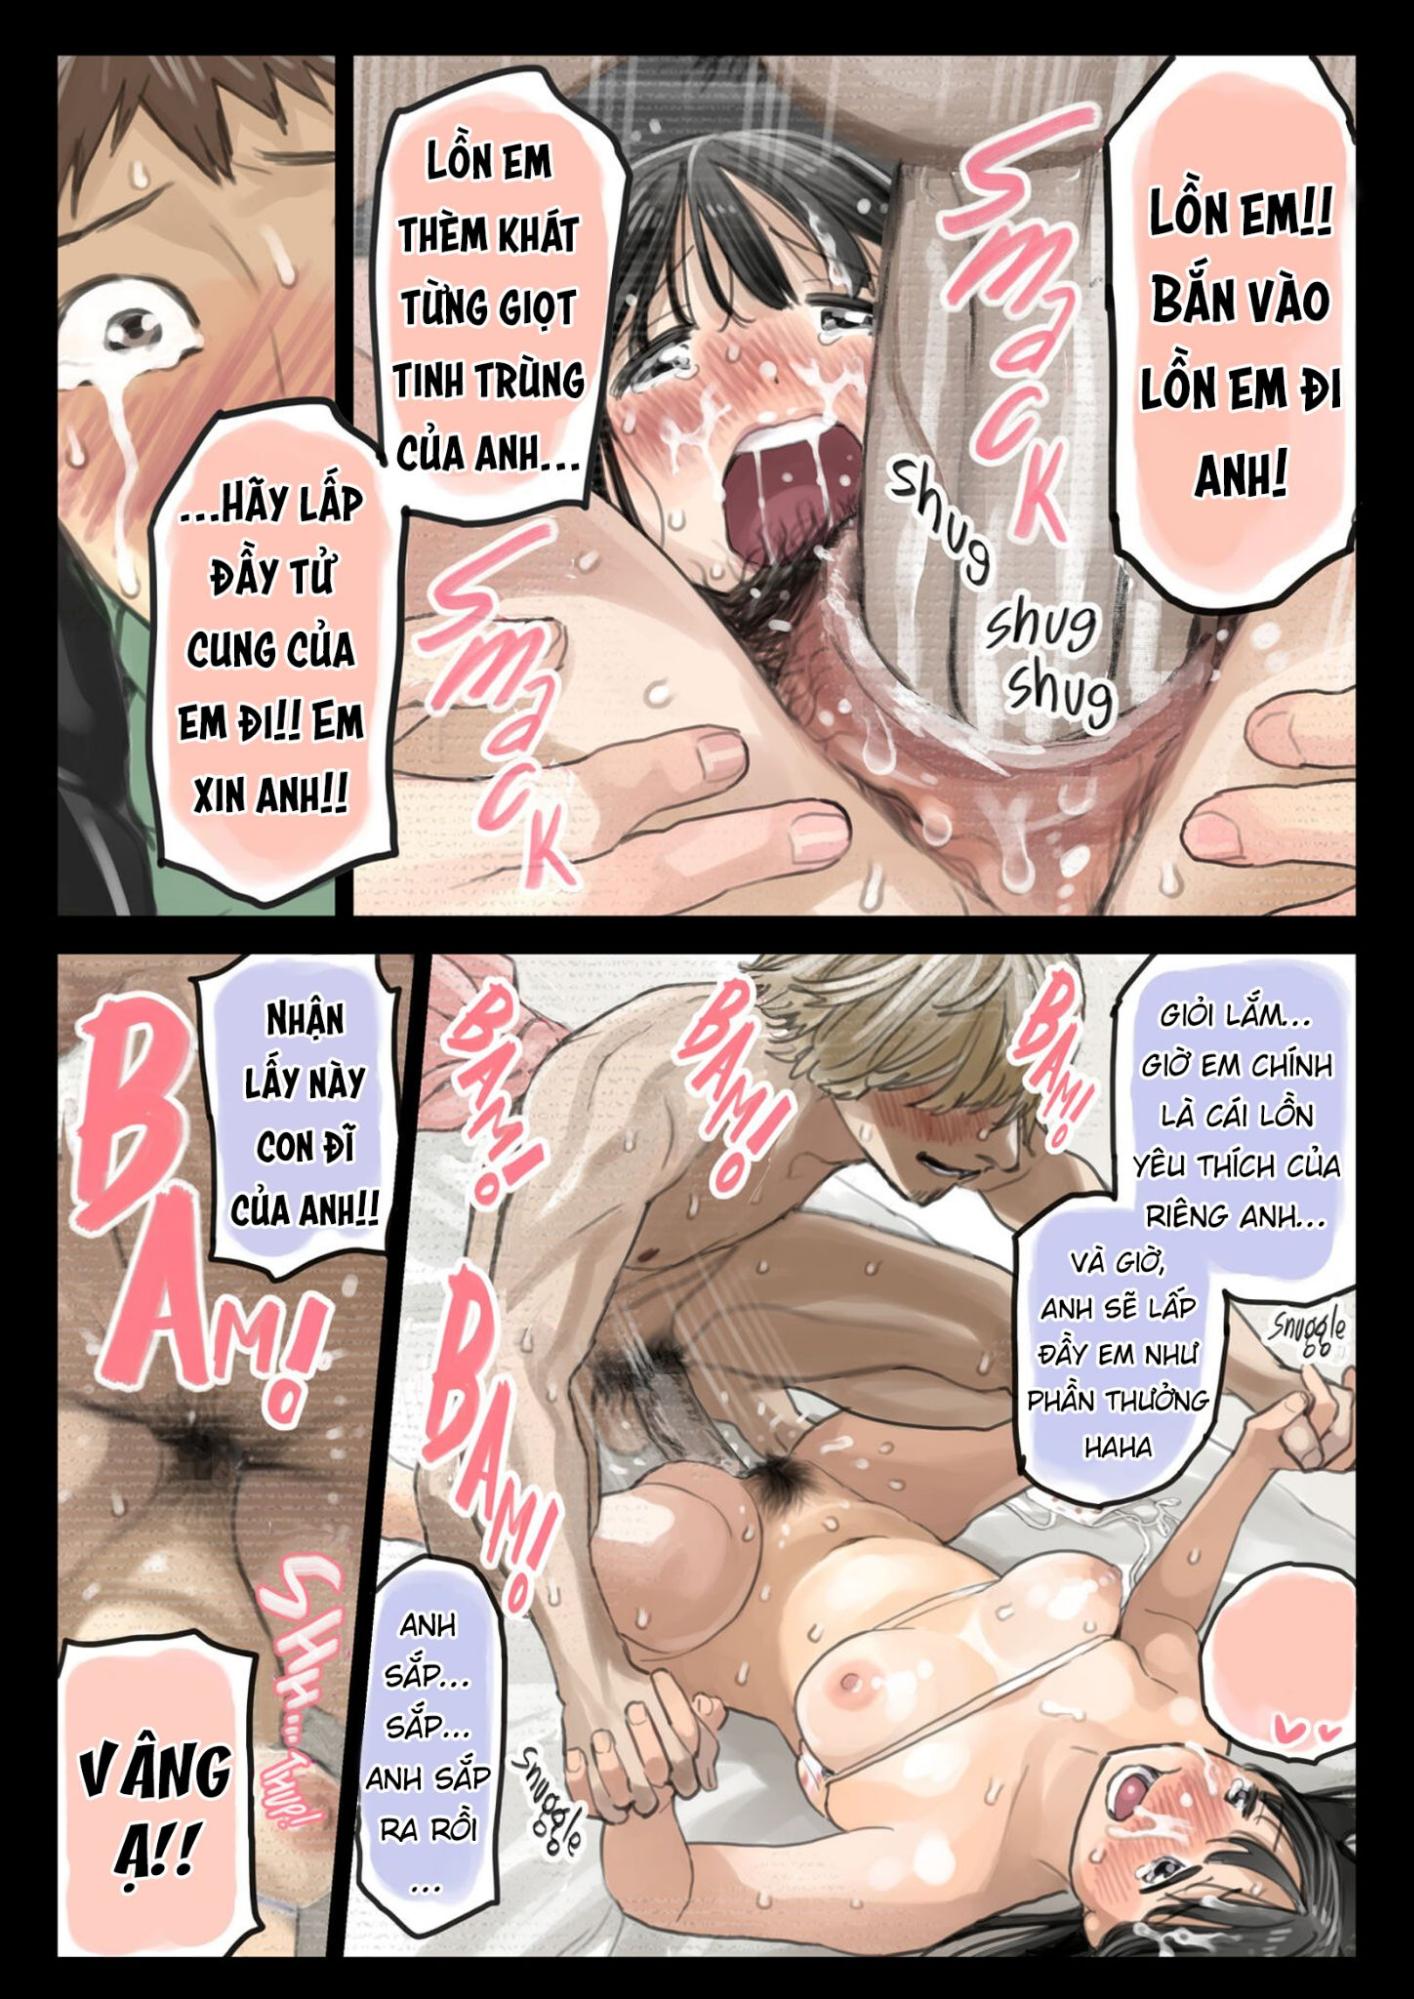 LỒN EM!!
BẮN VÀO
LỒN EM ĐI
ANH!
SMACK
LỒN EM
THÈM KHÁT
TỪNG GIỌT
TINH TRÙNG
CỦA ANH...
shug
shug
shug
SMACK
...HÃY LẤP
ĐẦY TỬ
CUNG CỦA
EM ĐI!! EM
XIN ANH!!
GIỎI LẮM...
GIỜ EM CHÍNH
LÀ CÁI LỒN
YÊU THÍCH CỦA
RIÊNG ANH...
VÀ GIỜ,
ANH SẼ LẤP
ĐẦY EM NHƯ
PHẦN THƯỞNG
HAHA
BAM!
BAM!
BAM!
BAM!
snuggle
snuggle
ANH
SẮP...
SẮP...
ANH SẮP
RA RỒI
...
NHẬN
LẤY NÀY
CON ĐĨ
CỦA ANH!!
BAM!
VÂNG
Ạ!!